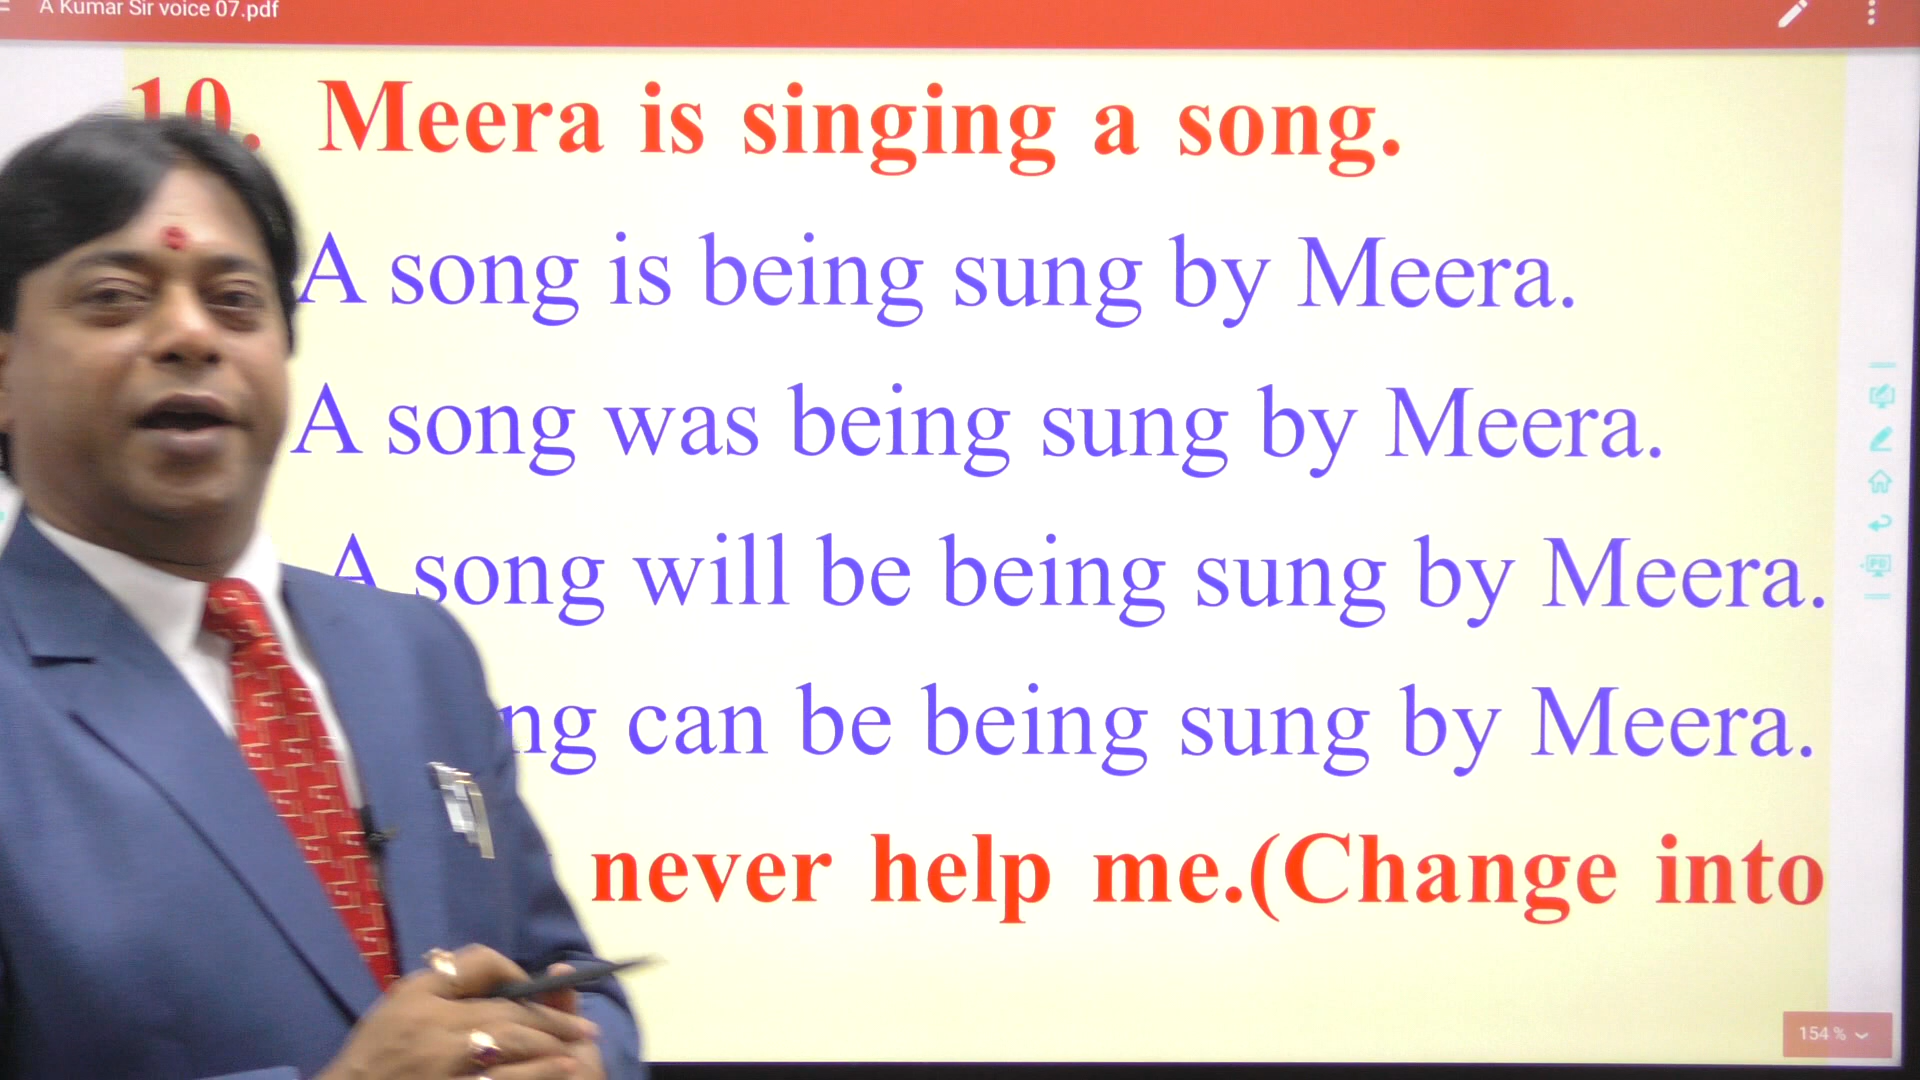 A Kumar Sir voice 07.pdf
10. Meera is singing a song.
A song is being sung by Meera.
A song was being sung by Meera.
A song will be being sung by Meera.
can be being sung by Meera.
never help me.(Change into
154 %